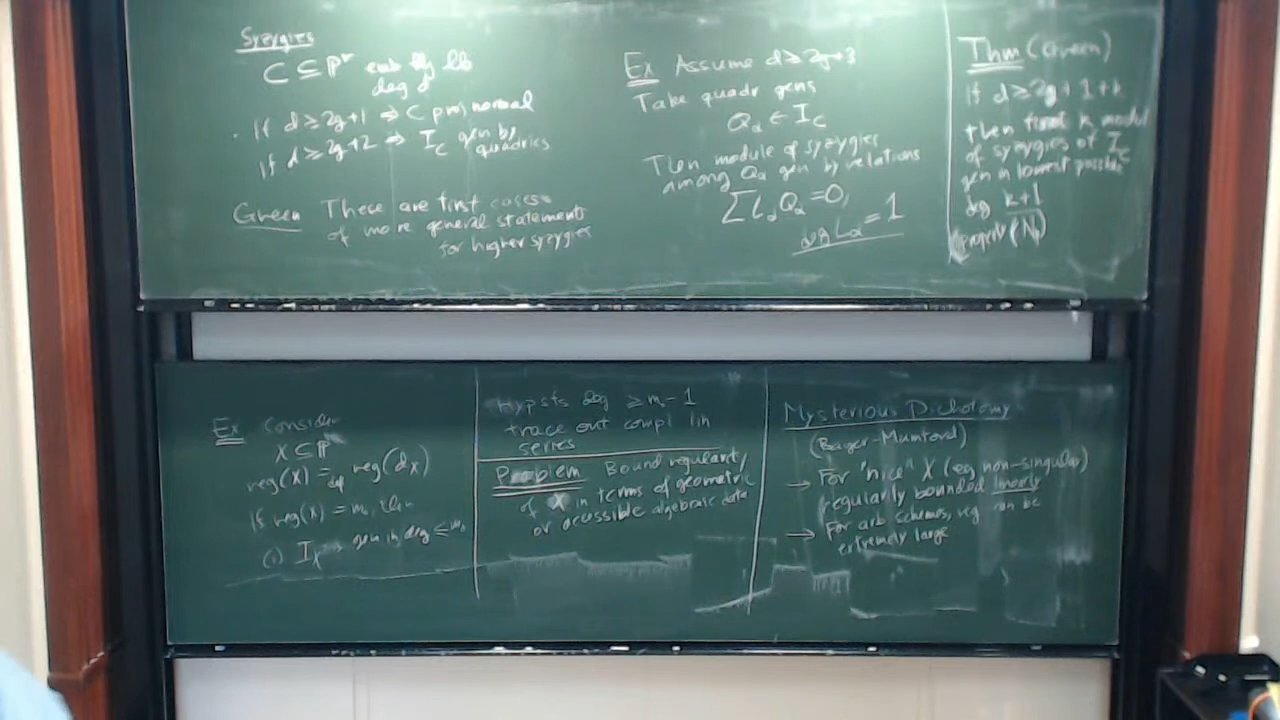 Syzygies
C ⊆ P^r emb by lb
deg d
· If d ≥ 2g+1 ⇒ C proj normal
If d ≥ 2g+2 ⇒ I_C gen by
quadrics
Green These are first cases
of more general statements
for higher syzygies
Ex Assume d ≥ 2g+3
Take quadr gens
Q_α ∈ I_C
Then module of syzygies
among Q_α gen by relations
∑ L_α Q_α = 0,
deg L_α = 1
Thm (Green)
If d ≥ 2g+1+k
then first k modul
of syzygies of I_C
gen in lowest possible
deg k+1
(property (N_k)
Ex Consider
X ⊆ P
reg(X) =_def reg(I_X)
If reg(X) = m, then
(1) I_X gen in deg ≤ m,
Hypsfs deg ≥ m-1
trace out compl lin
series
Problem Bound regularity
of X in terms of geometric
or accessible algebraic data
Mysterious Dichotomy
(Bayer-Mumford)
→ For "nice" X (eg non-singular)
regularly bounded linearly
→ For arb schemes, reg can be
extremely large